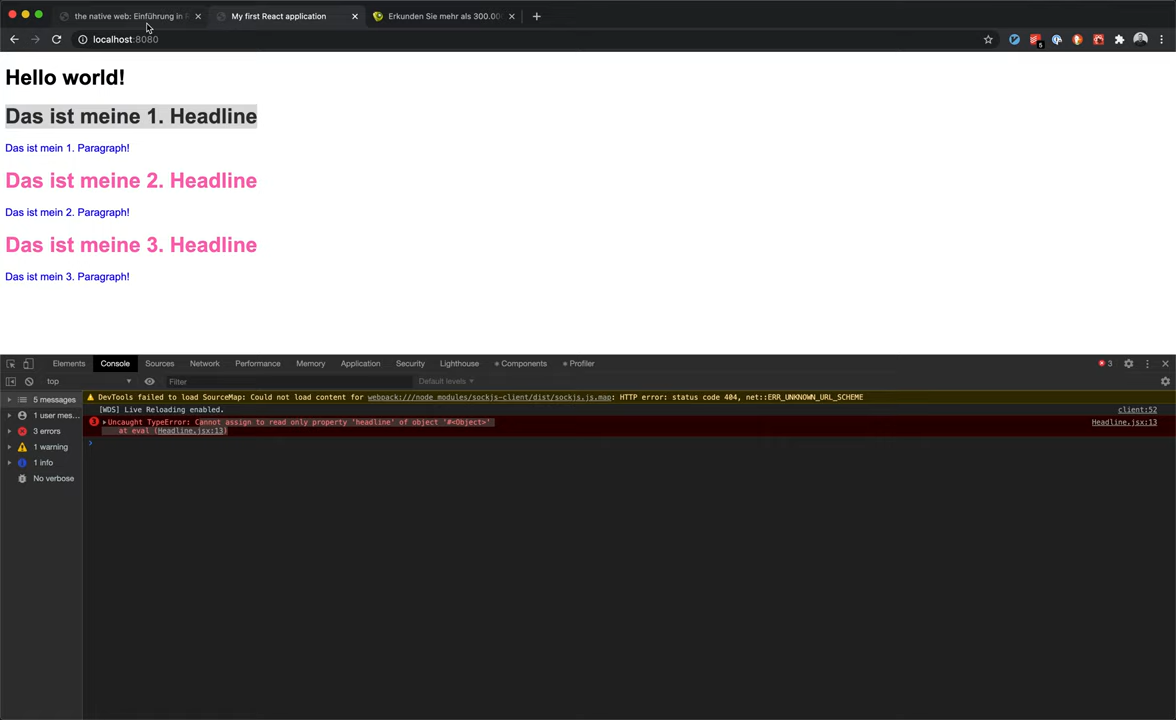 the native web: Einführung in R
My first React application
Erkunden Sie mehr als 300.00
localhost:8080
5
Hello world!
Das ist meine 1. Headline
Das ist mein 1. Paragraph!
Das ist meine 2. Headline
Das ist mein 2. Paragraph!
Das ist meine 3. Headline
Das ist mein 3. Paragraph!
Elements Console Sources Network Performance Memory Application Security Lighthouse Components Profiler 3
top Filter Default levels
5 messages
1 user mes...
3 errors
1 warning
1 info
No verbose
DevTools failed to load SourceMap: Could not load content for webpack:///node_modules/sockjs-client/dist/sockjs.js.map: HTTP error: status code 404, net::ERR_UNKNOWN_URL_SCHEME
[WDS] Live Reloading enabled. client:52
3 Uncaught TypeError: Cannot assign to read only property 'headline' of object '#<Object>' Headline.jsx:13
at eval (Headline.jsx:13)